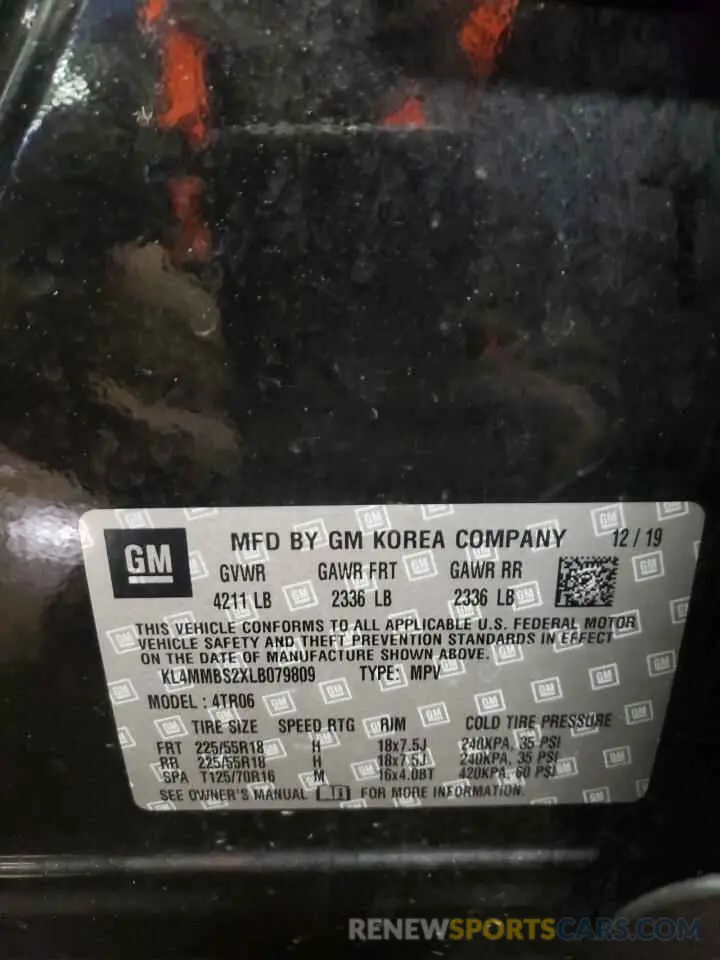 GM
MFD BY GM KOREA COMPANY 12/19
GVWR GAWR FRT GAWR RR
4211 LB 2336 LB 2336 LB
THIS VEHICLE CONFORMS TO ALL APPLICABLE U.S. FEDERAL MOTOR
VEHICLE SAFETY AND THEFT PREVENTION STANDARDS IN EFFECT
ON THE DATE OF MANUFACTURE SHOWN ABOVE.
KL4MMBS2XLB079809 TYPE: MPV
MODEL : 4TR06
TIRE SIZE SPEED RTG RIM COLD TIRE PRESSURE
FRT 225/55R18 H 18x7.5J 240KPA, 35 PSI
RR 225/55R18 H 18x7.5J 240KPA, 35 PSI
SPA T125/70R16 M 16x4.0BT 420KPA, 60 PSI
SEE OWNER'S MANUAL FOR MORE INFORMATION.
RENEWSPORTSCARS.COM